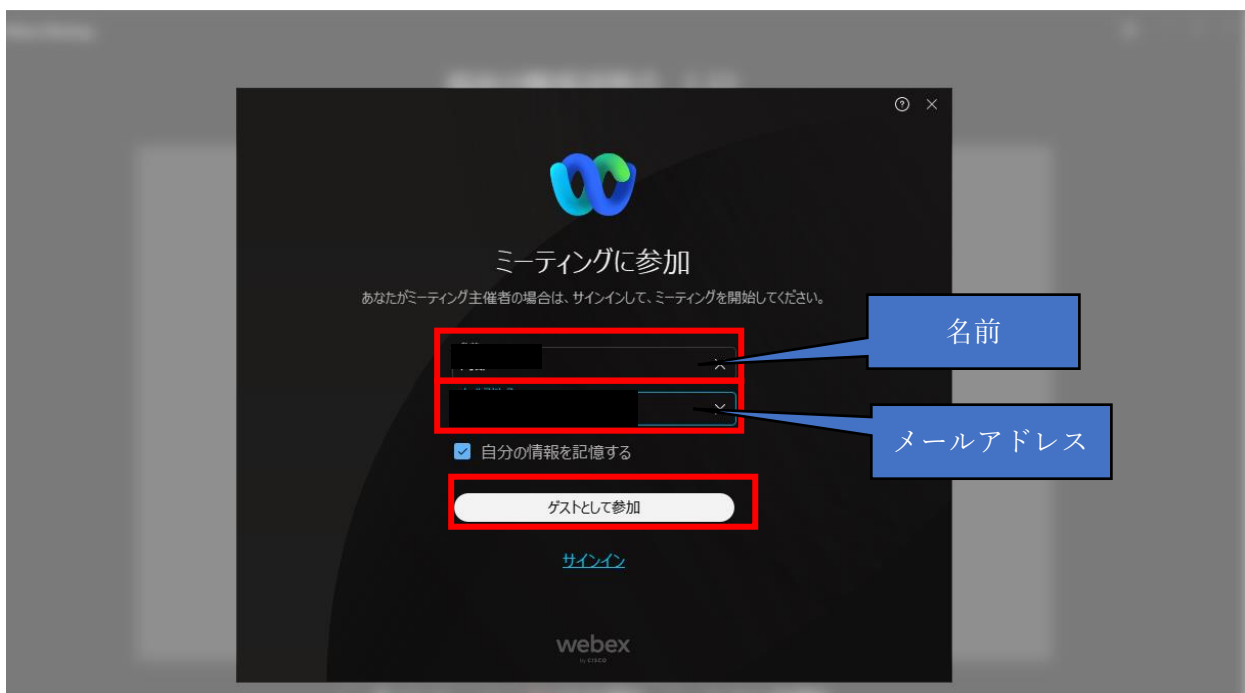 ミーティングに参加
あなたがミーティング主催者の場合は、サインインして、ミーティングを開始してください。
名前
メールアドレス
自分の情報を記憶する
ゲストとして参加
サインイン
webex
by CISCO